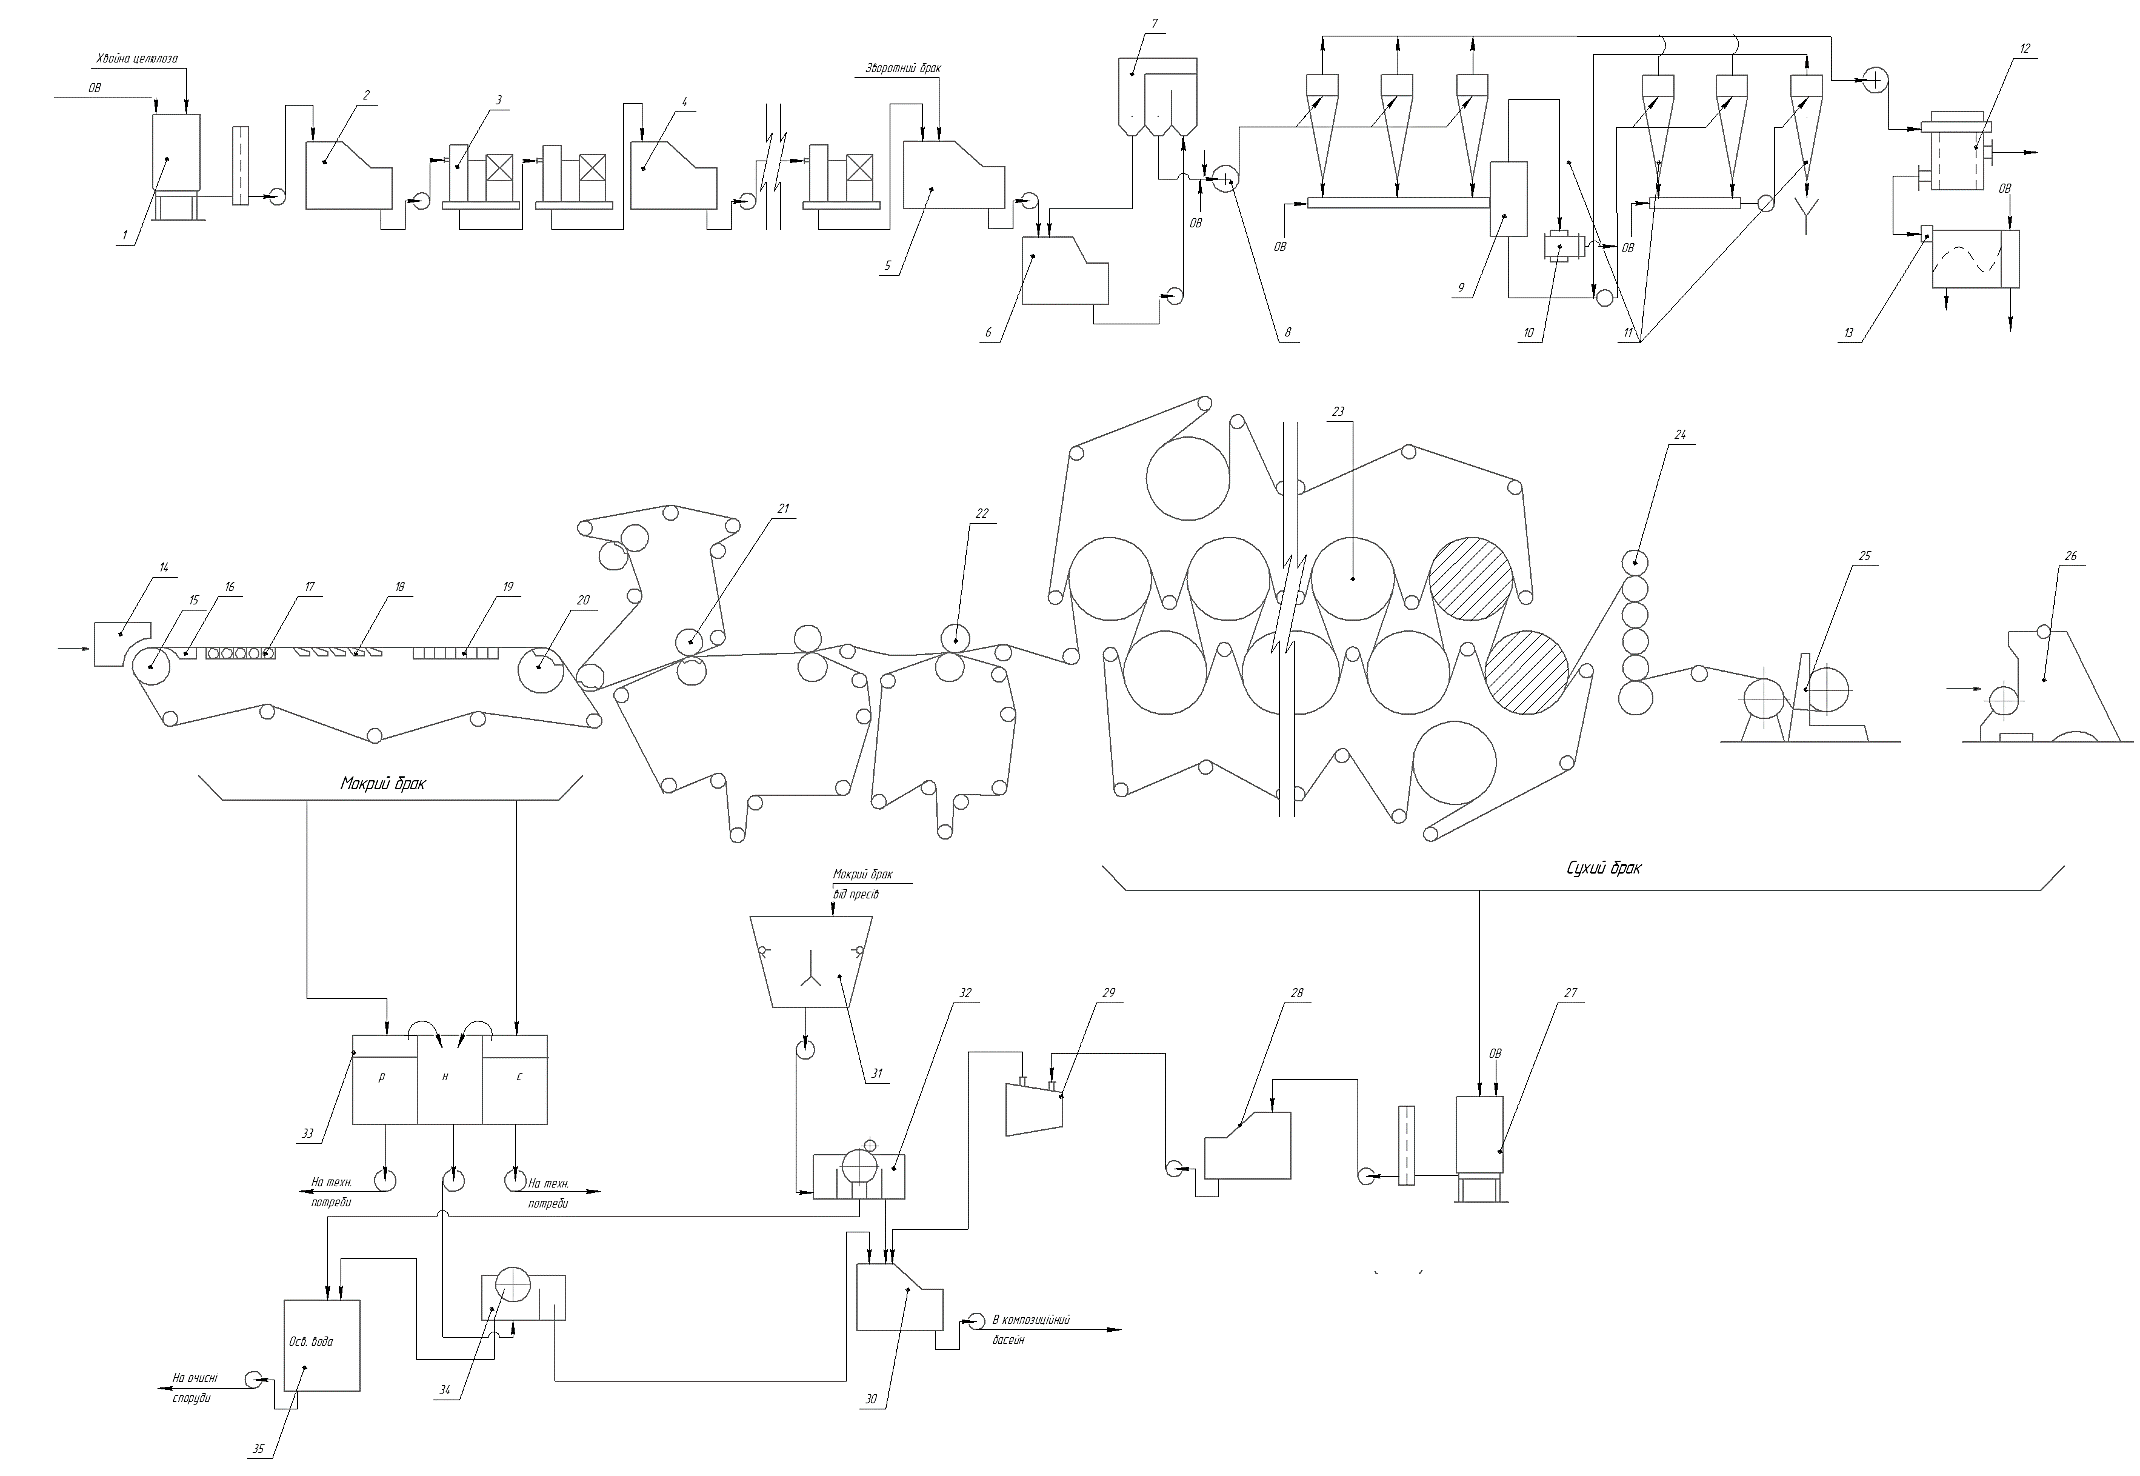 7
12
Хвойна целюлоза
Зворотний брак
ОВ
2
3
4
ОВ
ОВ
ОВ
ОВ
1
5
9
6
8
10
11
13
23
24
21
22
14
15
16
17
18
19
20
25
26
Мокрий брак
Сухий брак
Мокрий брак
від пресів
32
29
28
27
ОВ
31
р
н
с
33
На техн.
потреби
На техн.
потреби
В композиційний
басейн
Осв. вода
На очисні
споруди
34
30
35